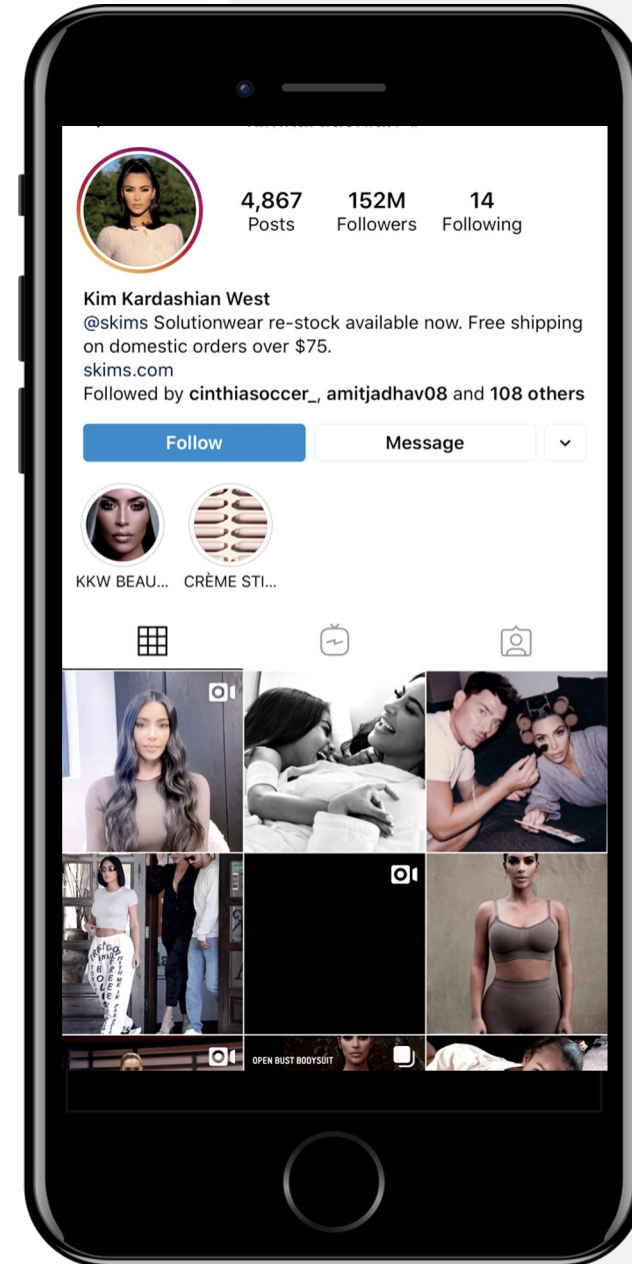 4,867 152M 14
Posts Followers Following
Kim Kardashian West
@skims Solutionwear re-stock available now. Free shipping
on domestic orders over $75.
skims.com
Followed by cinthiasoccer_, amitjadhav08 and 108 others
Follow Message
KKW BEAU... CRÈME STI...
OPEN BUST BODYSUIT